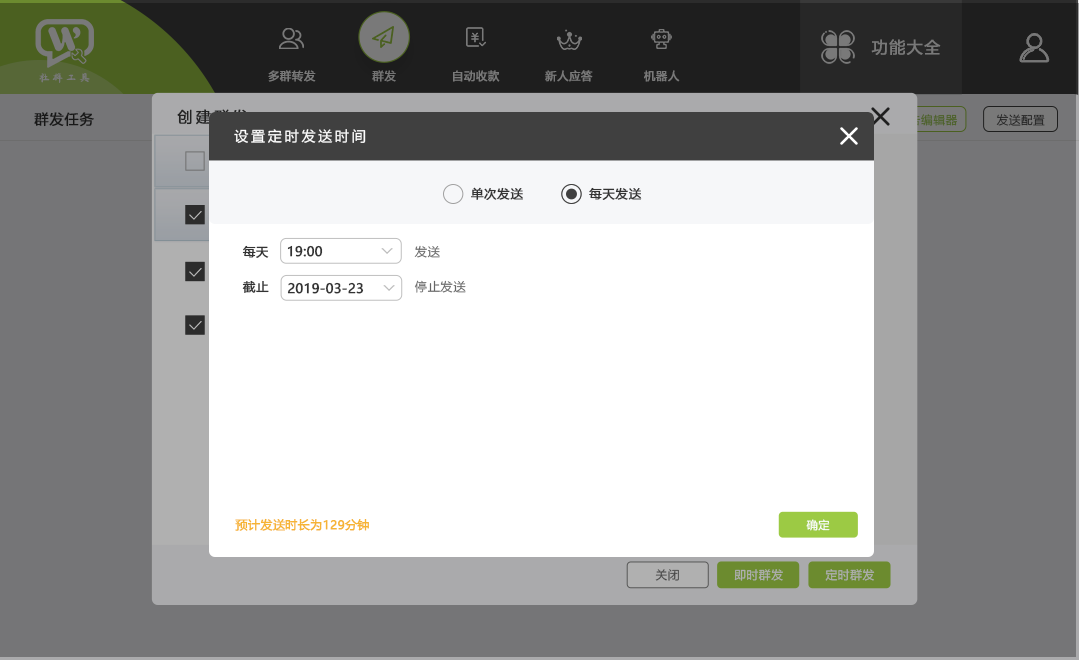 多群转发
群发
自动收款
新人应答
机器人
功能大全
群发任务
创建群发
编辑器
发送配置
设置定时发送时间
单次发送
每天发送
每天 19:00 发送
截止 2019-03-23 停止发送
预计发送时长为129分钟
确定
关闭
即时群发
定时群发